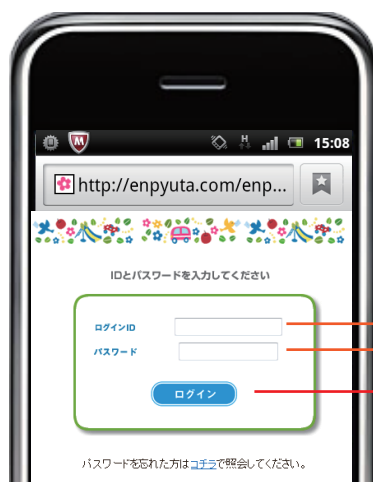 H
15:08
http://enpyuta.com/enp...
IDとパスワードを入力してください
ログインID
パスワード
ログイン
パスワードを忘れた方はコチラで照会してください。